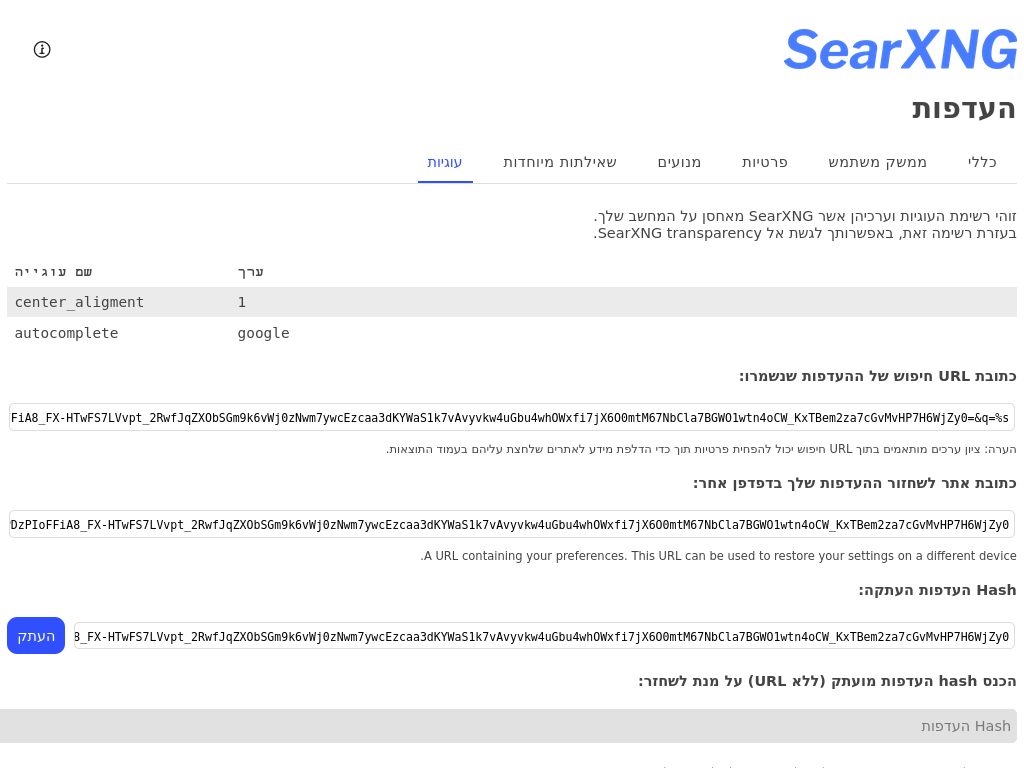 SearXNG
העדפות
כללי ממשק משתמש פרטיות מנועים שאילתות מיוחדות עוגיות
זוהי רשימת העוגיות וערכיהן אשר SearXNG מאחסן על המחשב שלך.
בעזרת רשימה זאת, באפשרותך לגשת אל SearXNG transparency.
שם עוגייה ערך
center_aligment 1
autocomplete google
כתובת URL חיפוש של ההעדפות שנשמרו:
FiA8_FX-HTwFS7LVvpt_2RwfJqZXObSGm9k6vWj0zNwm7ywcEzcaa3dKYWaS1k7vAvyvkw4uGbu4whOWxfi7jX6O0mtM67NbCla7BGWO1wtn4oCW_KxTBem2za7cGvMvHP7H6WjZy0=&q=%s
הערה: ציון ערכים מותאמים בתוך URL חיפוש יכול להפחית פרטיות תוך כדי הדלפת מידע לאתרים שלחצת עליהם בעמוד התוצאות.
כתובת אתר לשחזור ההעדפות שלך בדפדפן אחר:
DzPIoFFiA8_FX-HTwFS7LVvpt_2RwfJqZXObSGm9k6vWj0zNwm7ywcEzcaa3dKYWaS1k7vAvyvkw4uGbu4whOWxfi7jX6O0mtM67NbCla7BGWO1wtn4oCW_KxTBem2za7cGvMvHP7H6WjZy0
A URL containing your preferences. This URL can be used to restore your settings on a different device.
Hash העדפות העתקה:
8_FX-HTwFS7LVvpt_2RwfJqZXObSGm9k6vWj0zNwm7ywcEzcaa3dKYWaS1k7vAvyvkw4uGbu4whOWxfi7jX6O0mtM67NbCla7BGWO1wtn4oCW_KxTBem2za7cGvMvHP7H6WjZy0 העתק
הכנס hash העדפות מועתק (ללא URL) על מנת לשחזר:
Hash העדפות